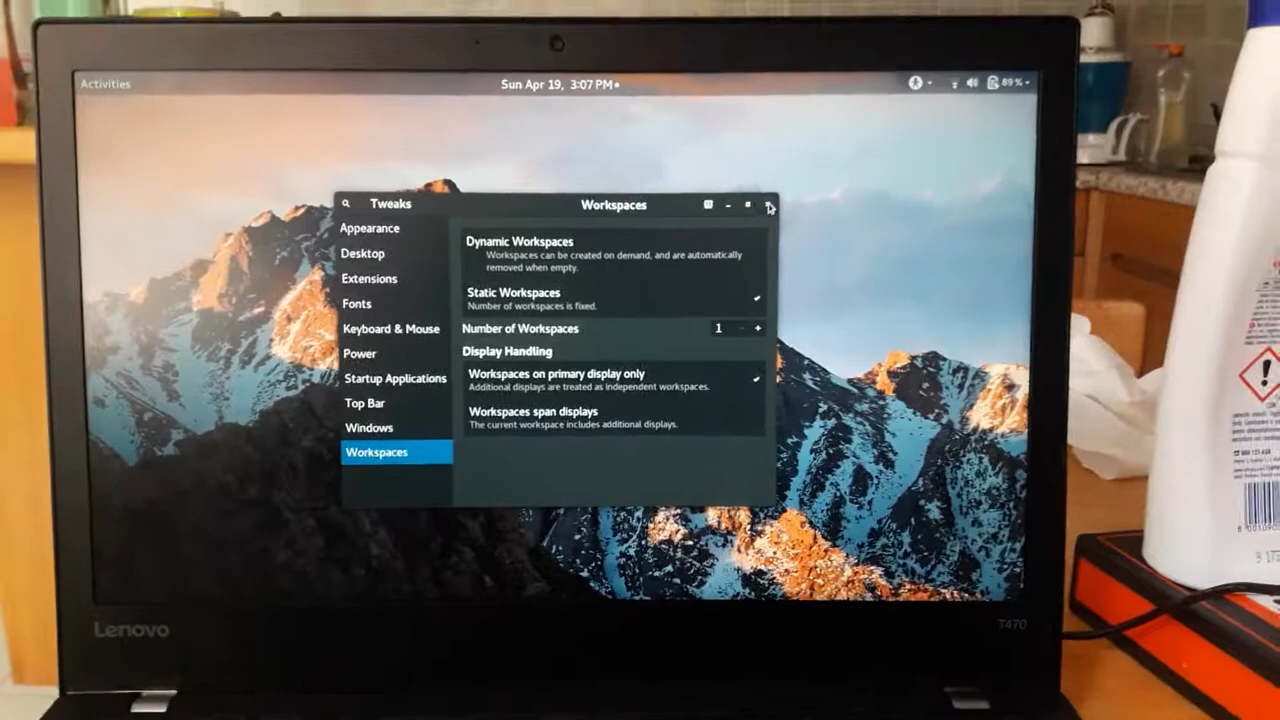 Activities
Sun Apr 19, 3:07 PM
89 %
Tweaks
Workspaces
Appearance
Desktop
Extensions
Fonts
Keyboard & Mouse
Power
Startup Applications
Top Bar
Windows
Workspaces
Dynamic Workspaces
Workspaces can be created on demand, and are automatically
removed when empty.
Static Workspaces
Number of workspaces is fixed.
Number of Workspaces
1 - +
Display Handling
Workspaces on primary display only
Additional displays are treated as independent workspaces.
Workspaces span displays
The current workspace includes additional displays.
Lenovo
T470